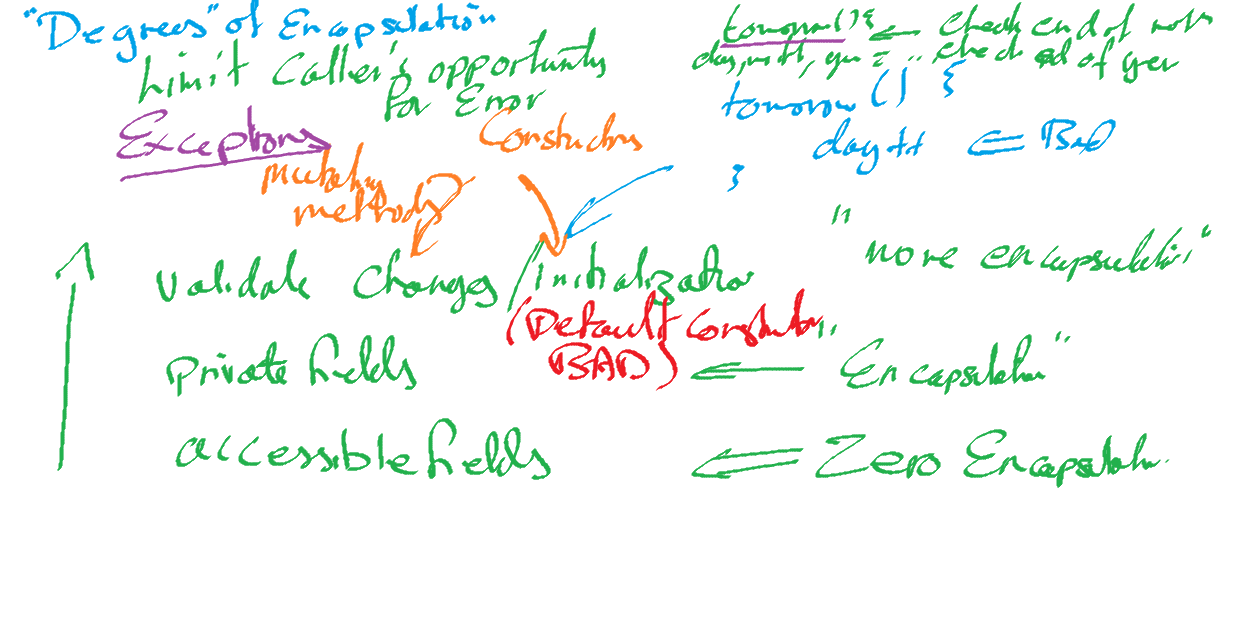 "Degrees" of Encapsulation
Limit Caller's opportunity
for Error
Exceptions
Mutating
methods
Constructors
tomorrow(){ <= check end of month
day, month, year = .. check end of year
tomorrow () {
day++ <= Bad
}
"more encapsulation"
validate changes / initialization
(Default Constructor
BAD)
private fields <= "Encapsulation"
accessible fields <= Zero Encapsulation